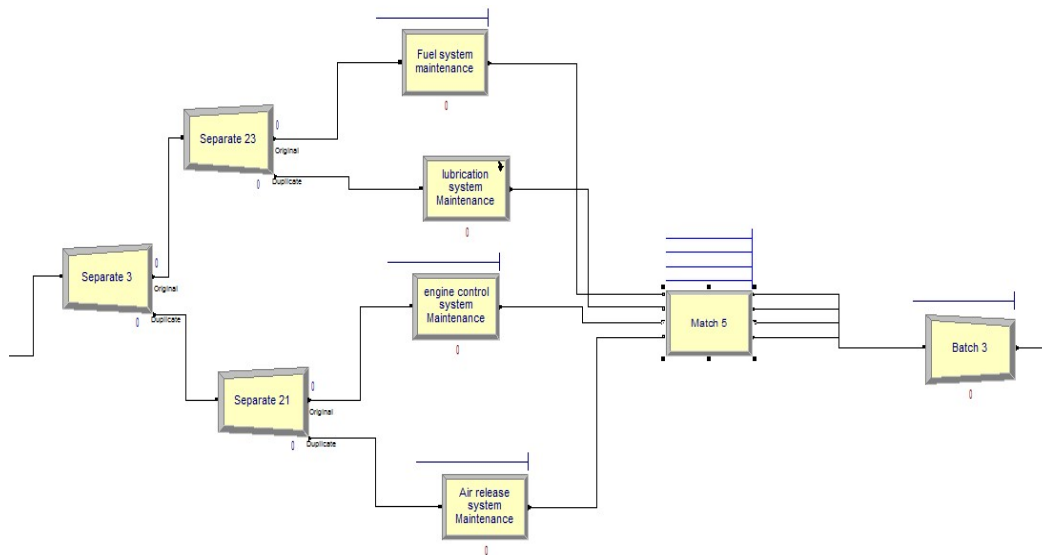 Fuel system
maintenance
0
Separate 23
0
Original
0
Duplicate
lubrication
system
Maintenance
0
Separate 3
0
Original
0
Duplicate
engine control
system
Maintenance
0
Match 5
Batch 3
0
Separate 21
0
Original
0
Duplicate
Air release
system
Maintenance
0